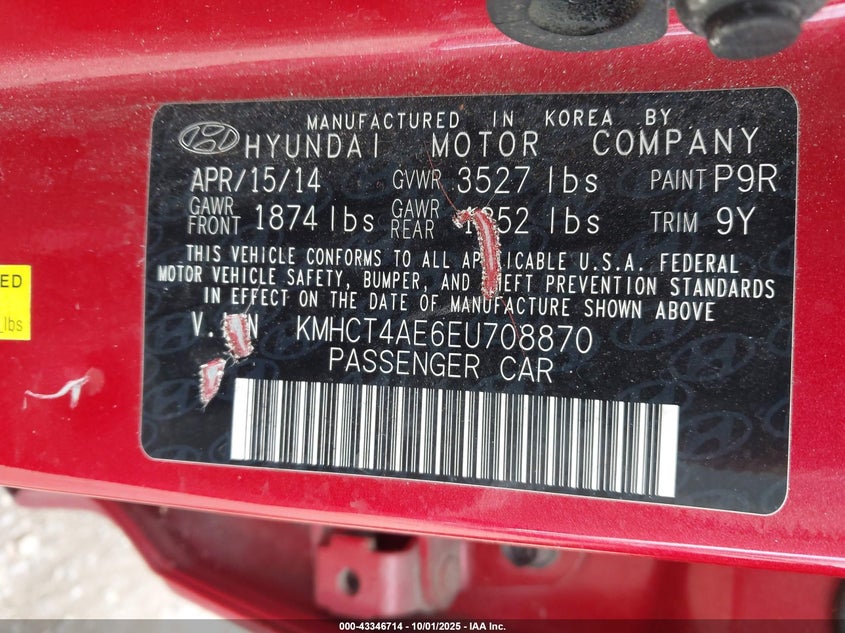 MANUFACTURED IN KOREA BY
HYUNDAI MOTOR COMPANY
APR/15/14 GVWR 3527 lbs PAINT P9R
GAWR FRONT 1874 lbs GAWR REAR 52 lbs TRIM 9Y
THIS VEHICLE CONFORMS TO ALL APPLICABLE U.S.A. FEDERAL
MOTOR VEHICLE SAFETY, BUMPER, AND THEFT PREVENTION STANDARDS
IN EFFECT ON THE DATE OF MANUFACTURE SHOWN ABOVE
V. N KMHCT4AE6EU708870
PASSENGER CAR
ED
lbs
000-43346714 - 10/01/2025 - IAA Inc.